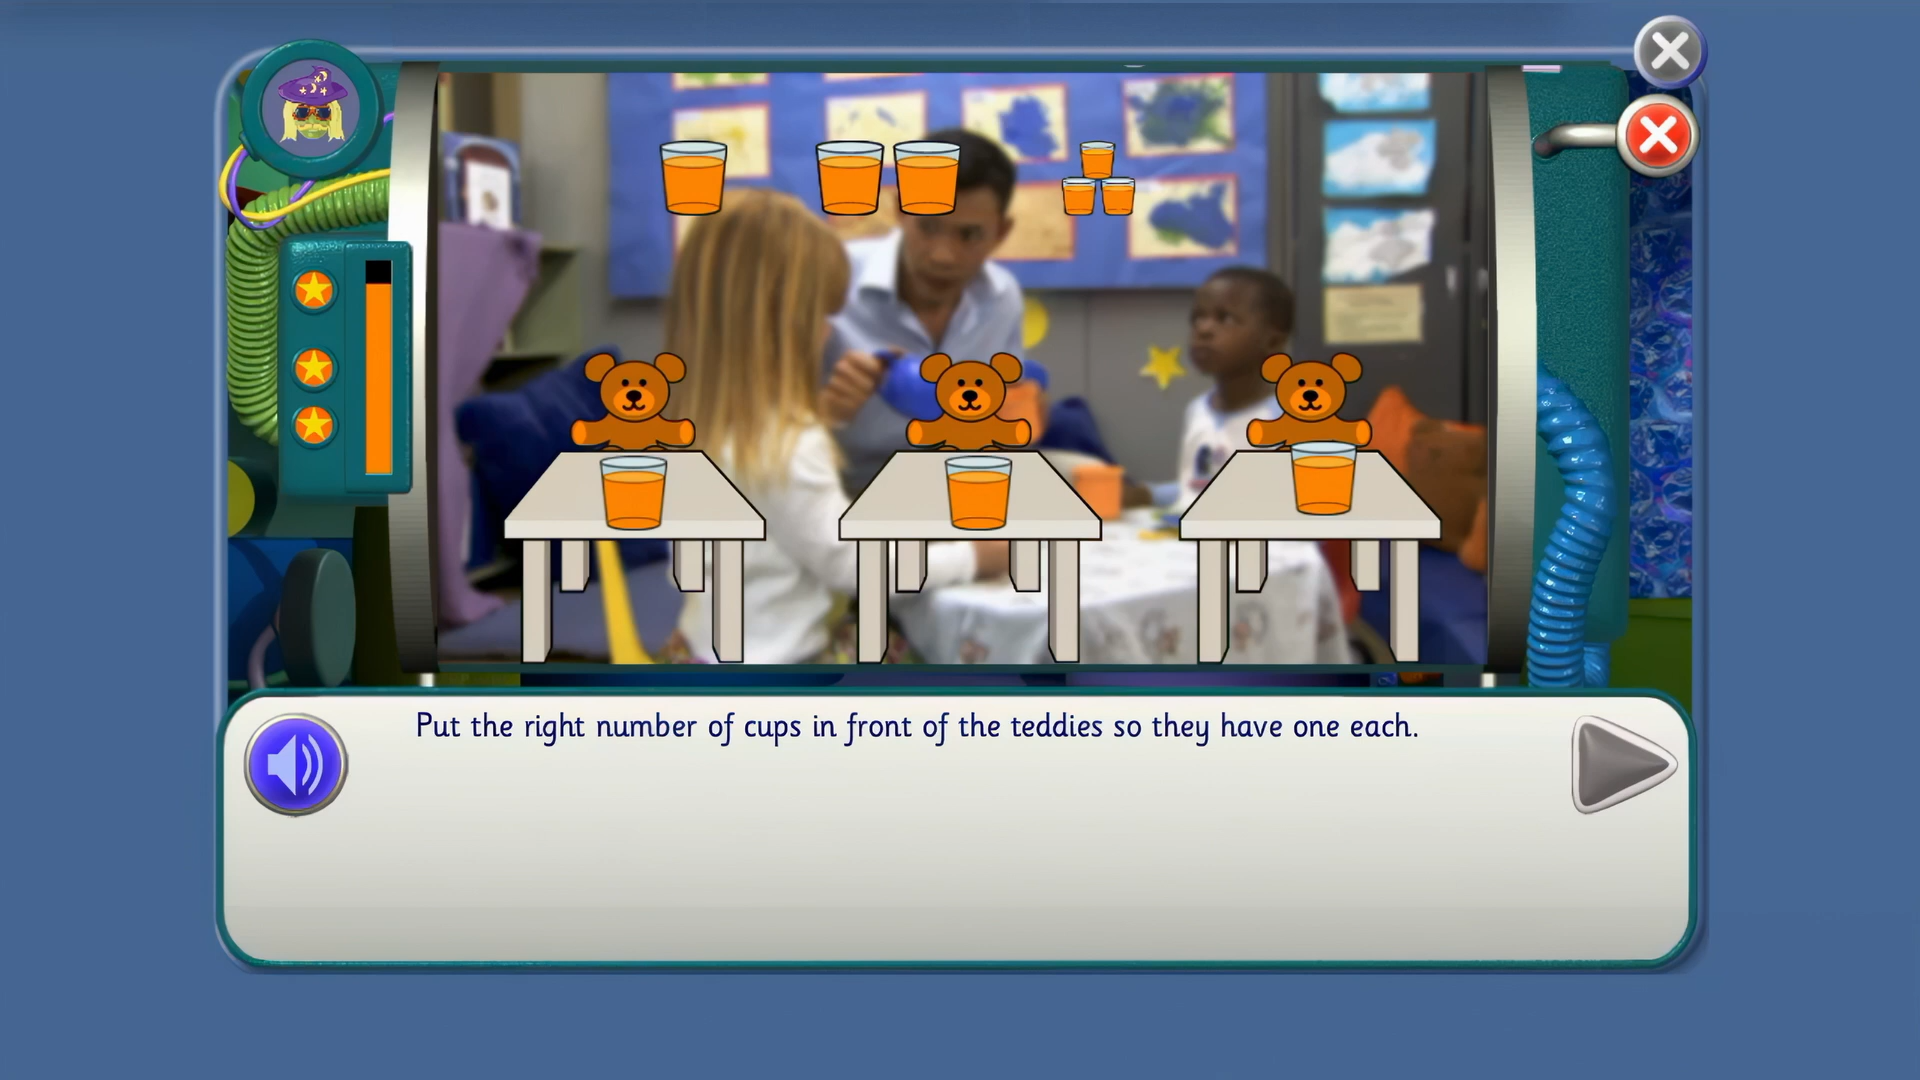 Put the right number of cups in front of the teddies so they have one each.